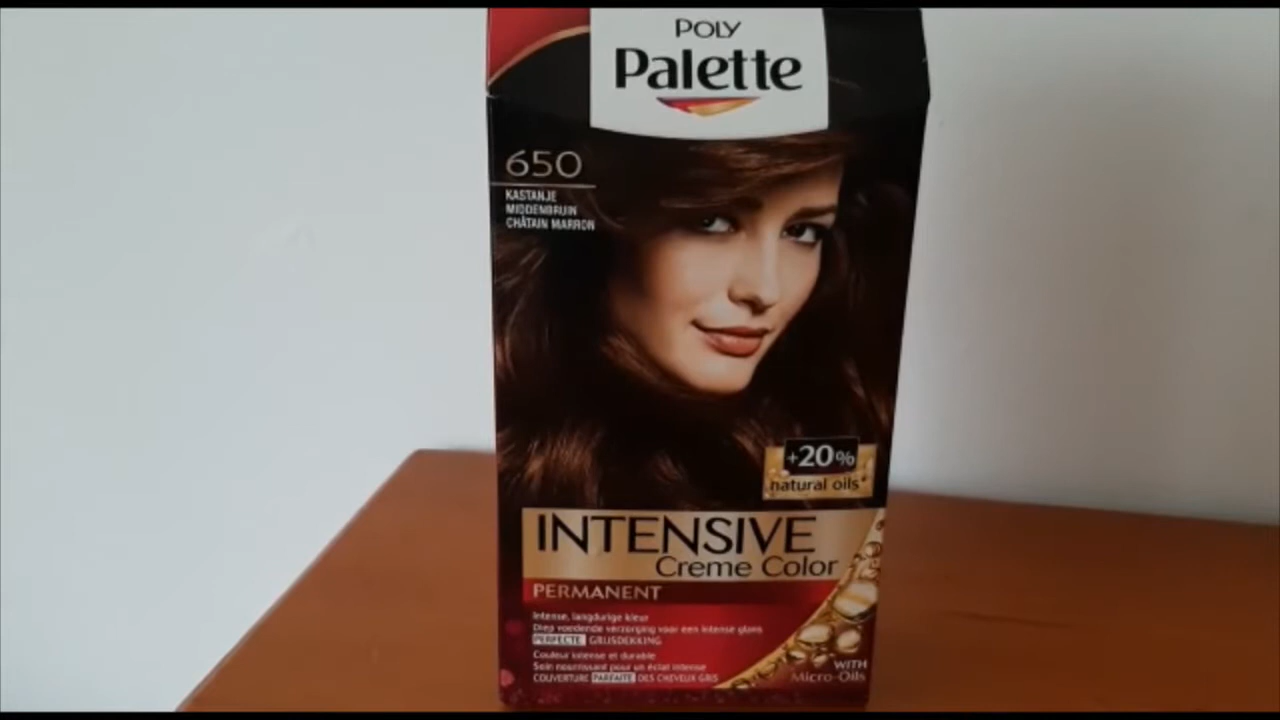 POLY
Palette
650
KASTANJE
MIDDENBRUIN
CHÂTAIN MARRON
+20%
natural oils*
INTENSIVE
Creme Color
PERMANENT
Intense, langdurige kleur
Diep voedende verzorging voor een intense glans
PERFECTE GRIJSDEKKING
Couleur intense et durable
Soin nourrissant pour un éclat intense
COUVERTURE PARFAITE DES CHEVEUX GRIS
WITH
Micro-Oils